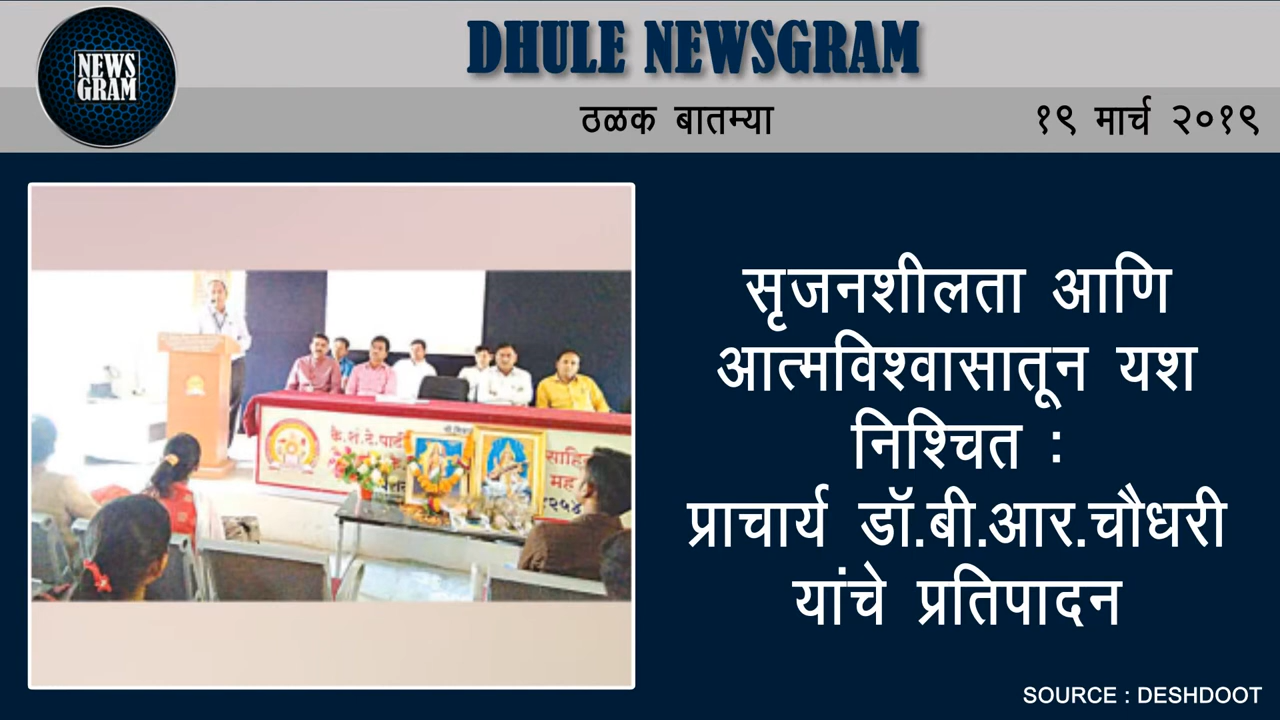 NEWS
GRAM
DHULE NEWSGRAM
ठळक बातम्या
१९ मार्च २०१९
सृजनशीलता आणि
आत्मविश्वासातून यश
निश्चित :
प्राचार्य डॉ.बी.आर.चौधरी
यांचे प्रतिपादन
कै.शं.दे.पाटी
साहित
मह
SOURCE : DESHDOOT